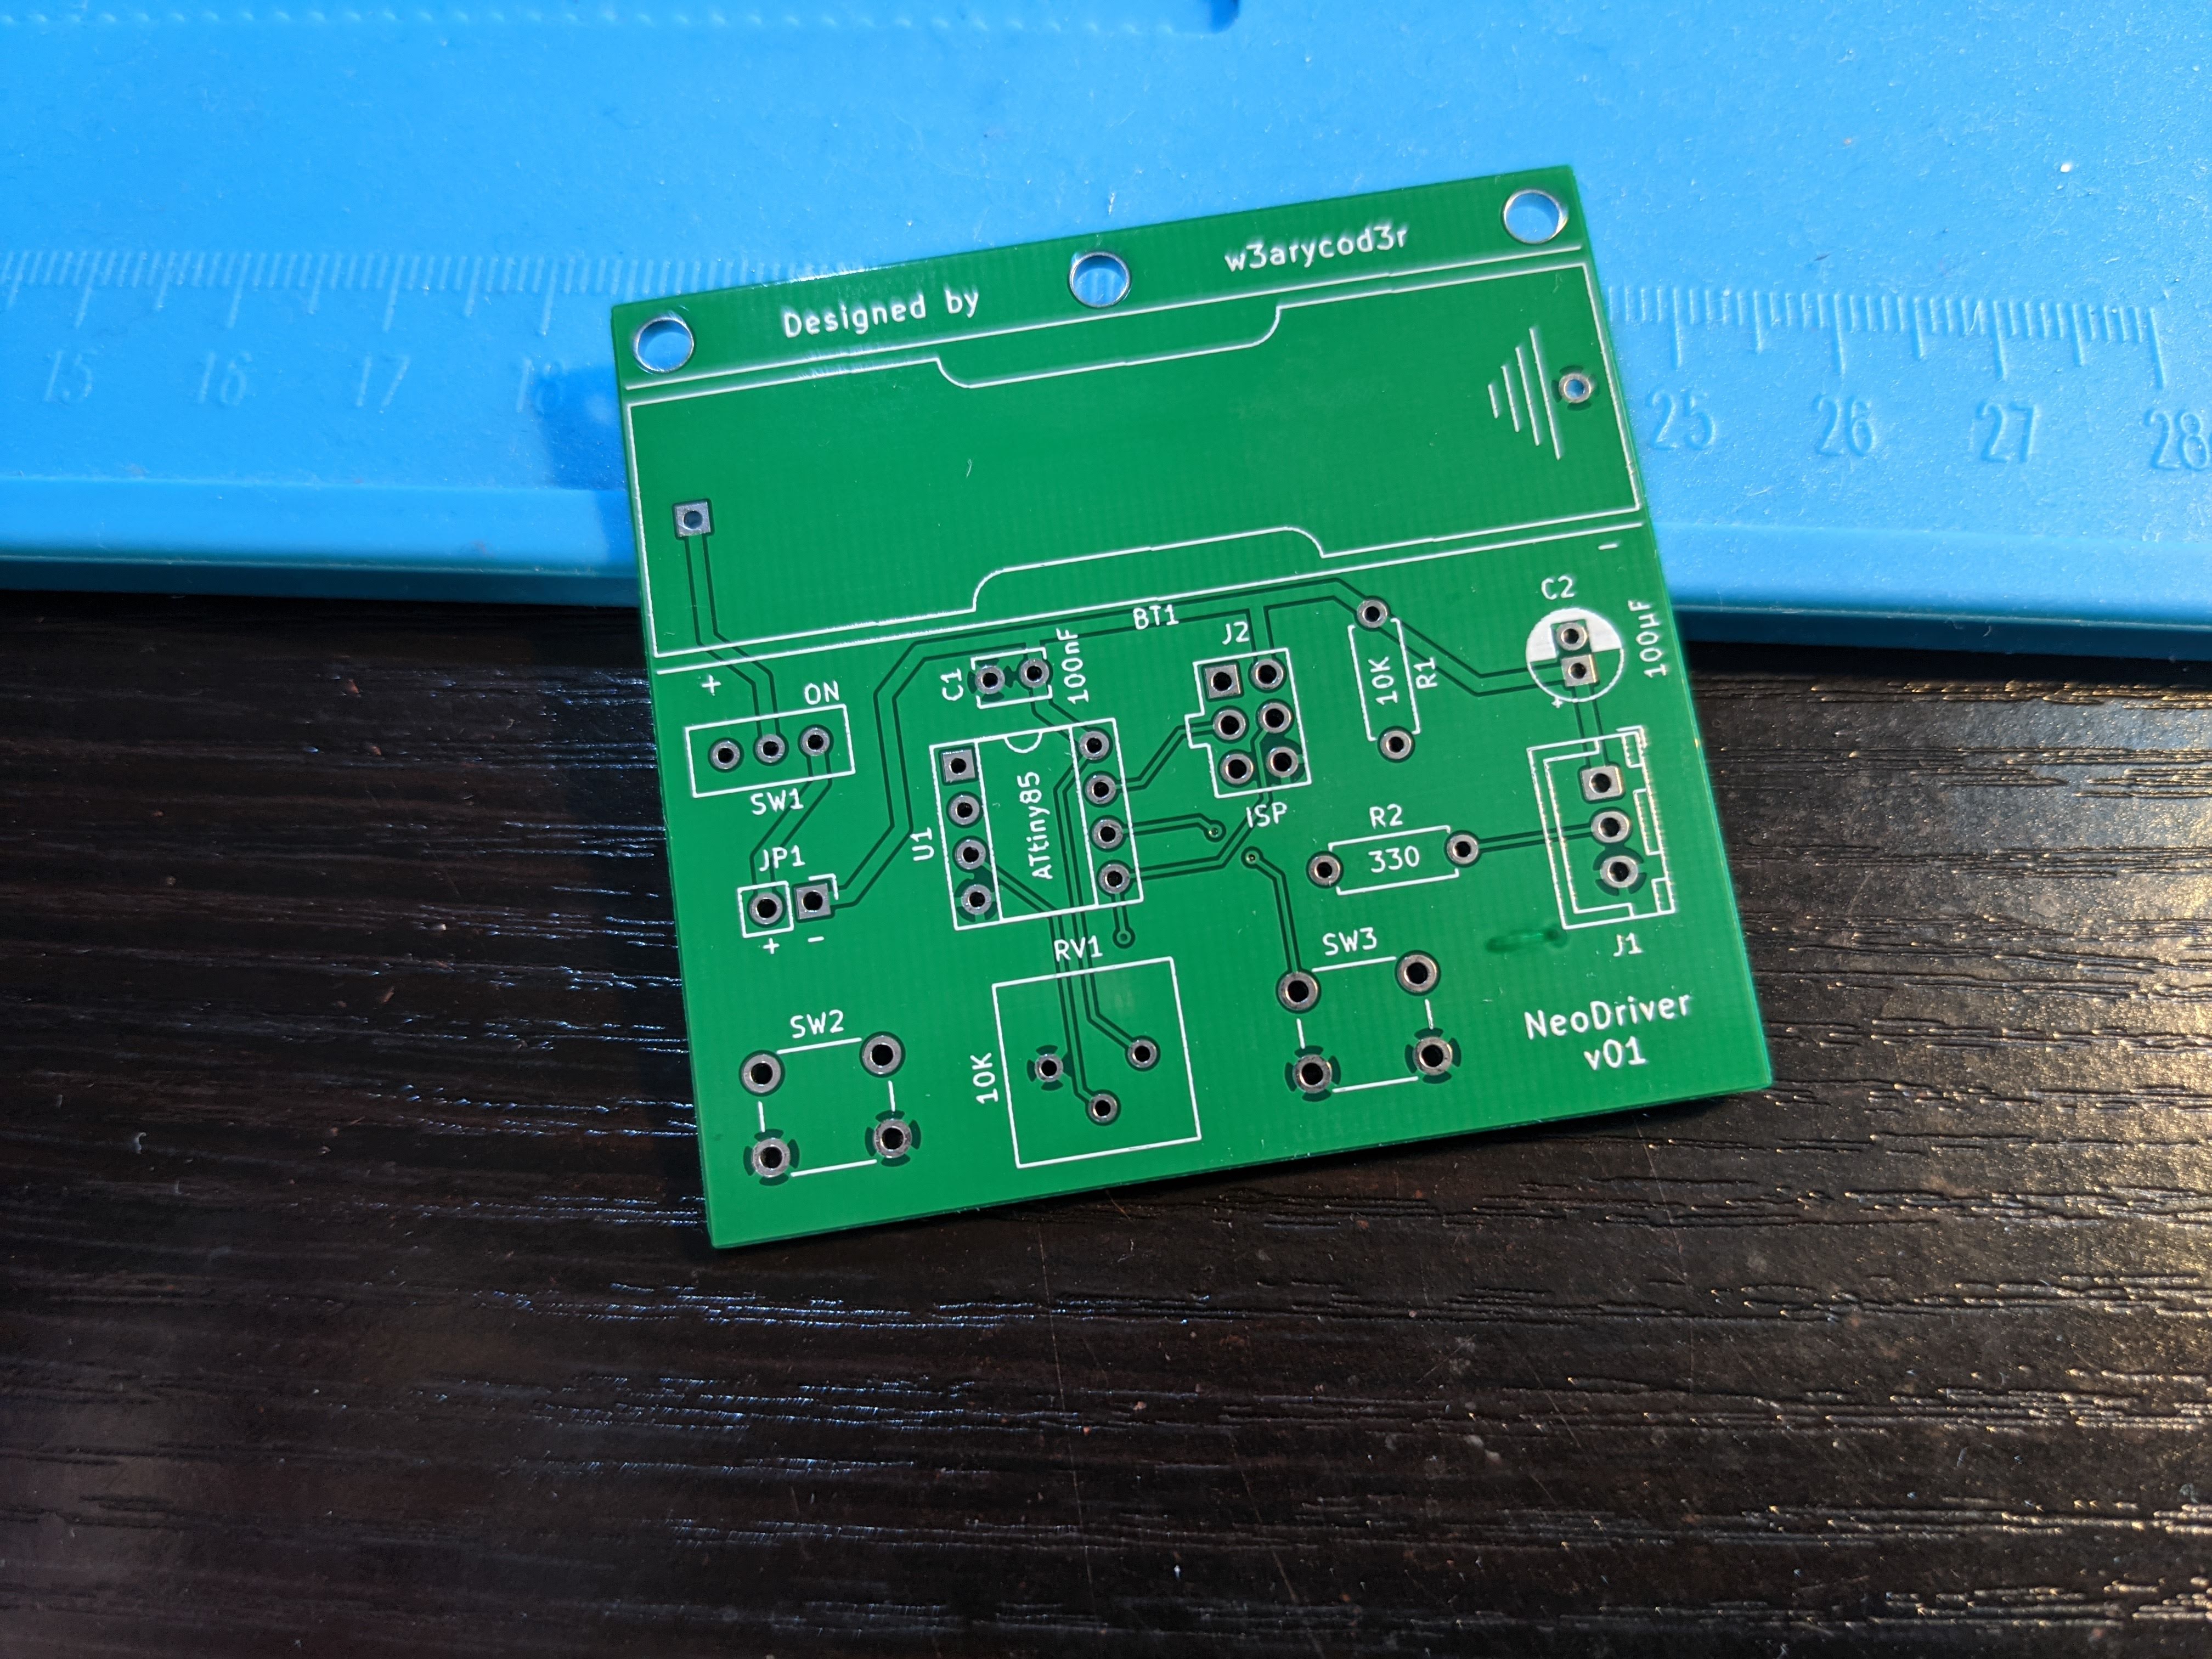 Designed by w3arycod3r
15 16 17 18
25 26 27 28
-
BT1
C2
100µF
+
+
ON
SW1
C1
100nF
J2
ISP
10K
R1
U1
ATtiny85
JP1
+ -
R2
330
J1
RV1
10K
SW2
SW3
NeoDriver
v01